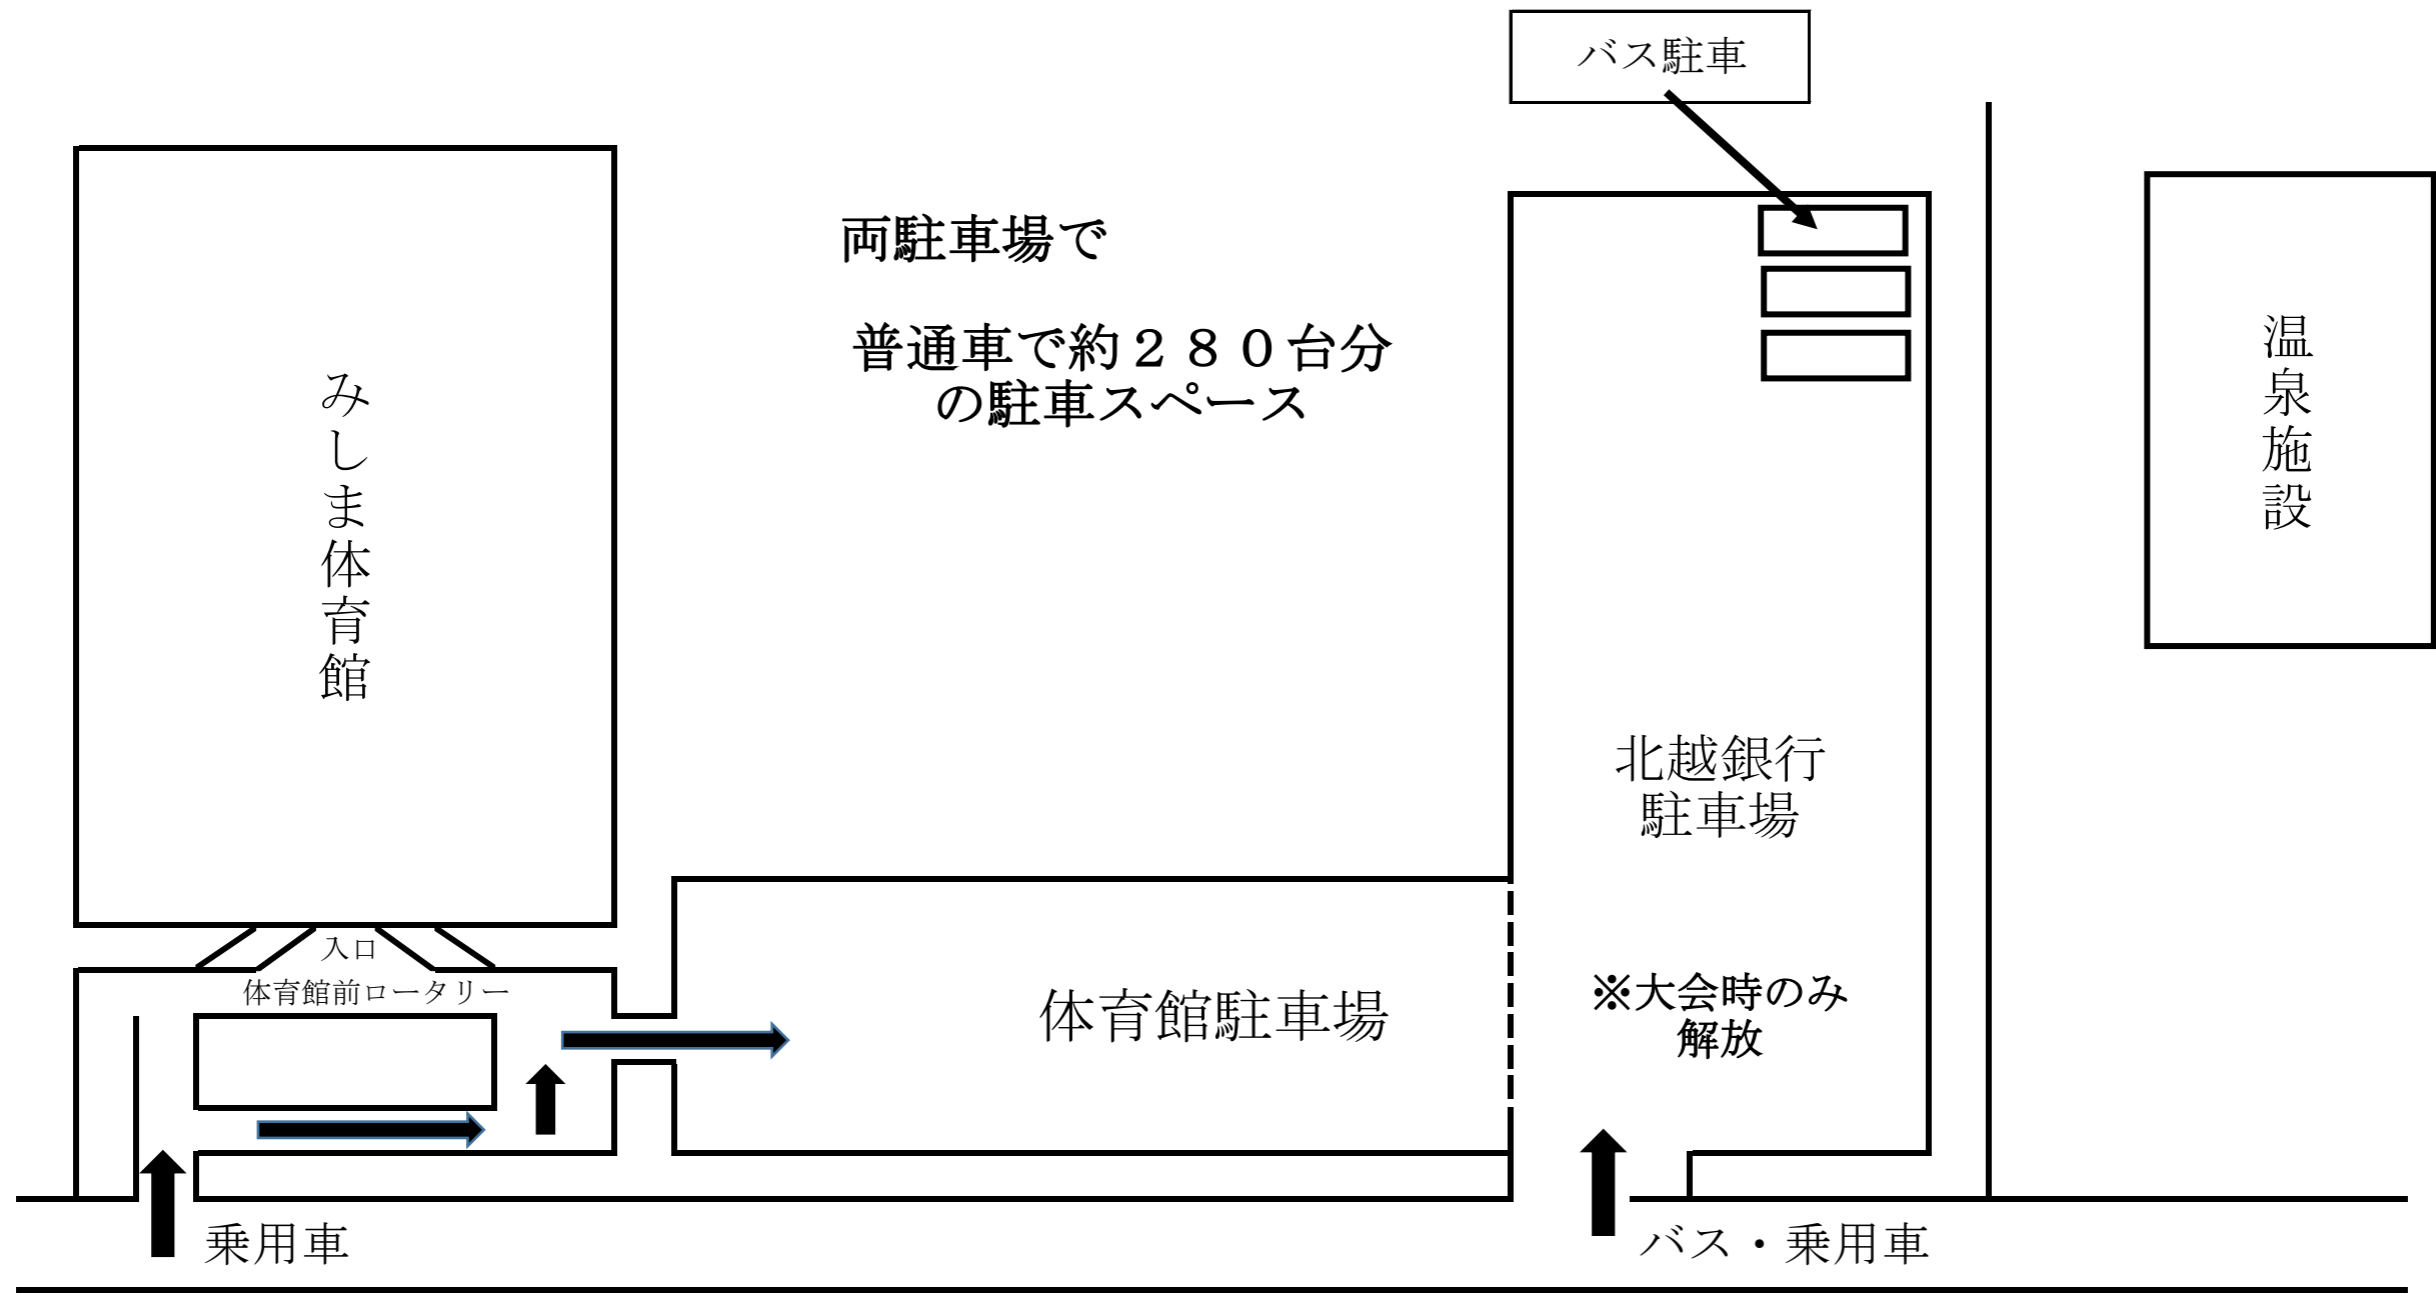 バス駐車
両駐車場で
普通車で約２８０台分
の駐車スペース
みしま体育館
温泉施設
北越銀行
駐車場
入口
体育館前ロータリー
体育館駐車場
※大会時のみ
解放
乗用車
バス・乗用車